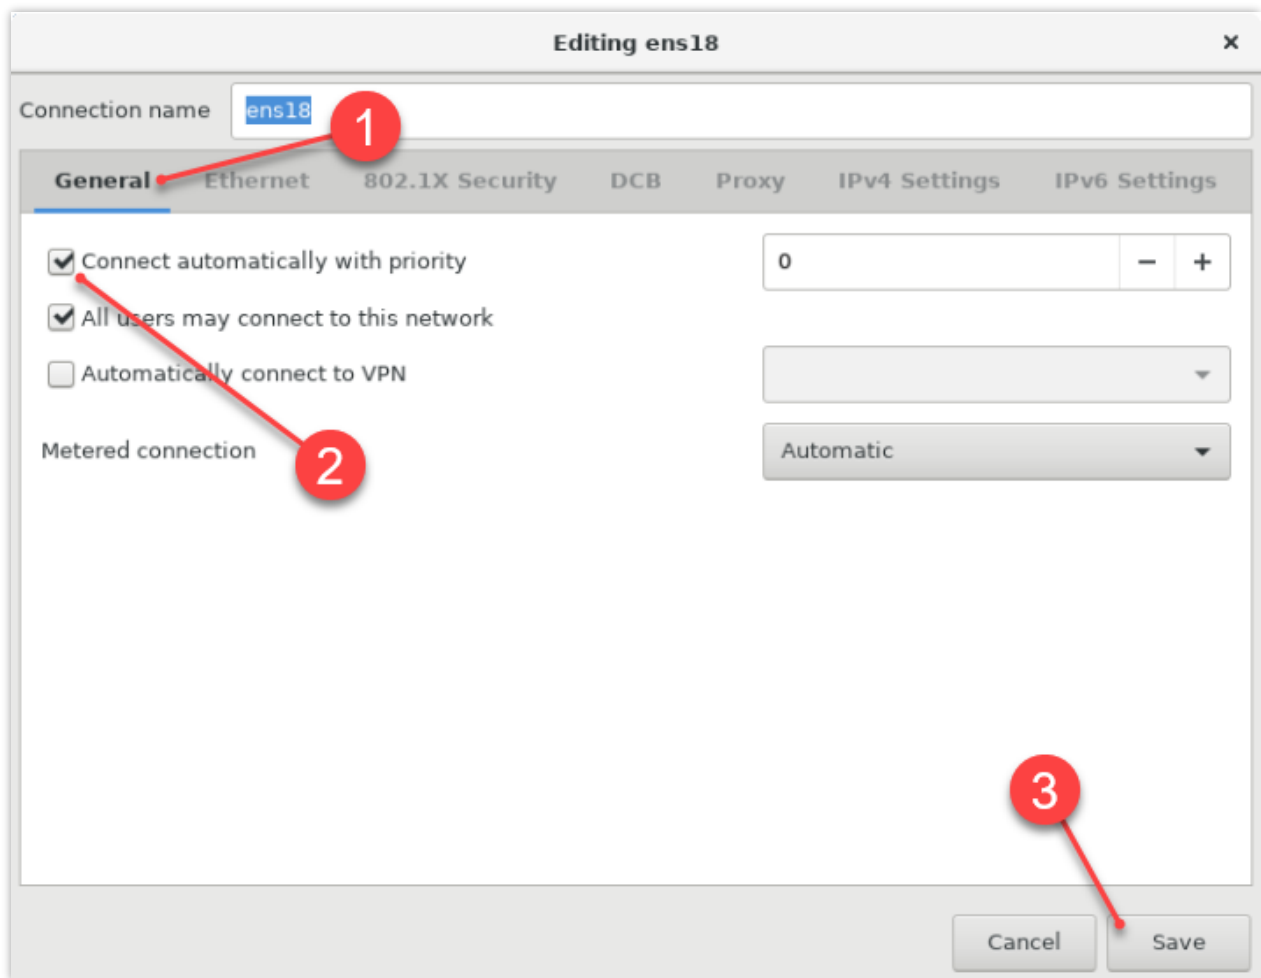 Editing ens18 ×
Connection name ens18
1
General Ethernet 802.1X Security DCB Proxy IPv4 Settings IPv6 Settings
Connect automatically with priority 0 − +
All users may connect to this network
Automatically connect to VPN
Metered connection Automatic
2
3
Cancel Save